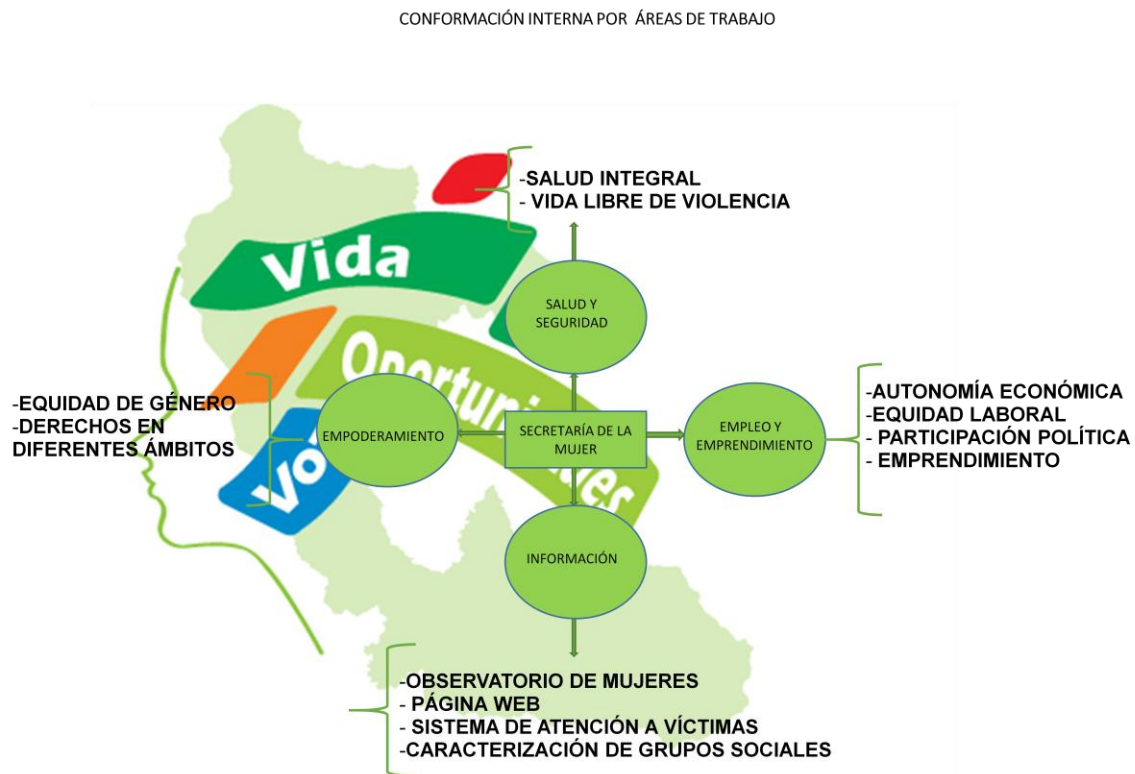 CONFORMACIÓN INTERNA POR ÁREAS DE TRABAJO
-SALUD INTEGRAL
- VIDA LIBRE DE VIOLENCIA
Vida
SALUD Y
SEGURIDAD
-EQUIDAD DE GÉNERO
-DERECHOS EN
DIFERENTES ÁMBITOS
EMPODERAMIENTO
SECRETARÍA DE LA
MUJER
EMPLEO Y
EMPRENDIMIENTO
-AUTONOMÍA ECONÓMICA
-EQUIDAD LABORAL
- PARTICIPACIÓN POLÍTICA
- EMPRENDIMIENTO
INFORMACIÓN
-OBSERVATORIO DE MUJERES
- PÁGINA WEB
- SISTEMA DE ATENCIÓN A VÍCTIMAS
-CARACTERIZACIÓN DE GRUPOS SOCIALES